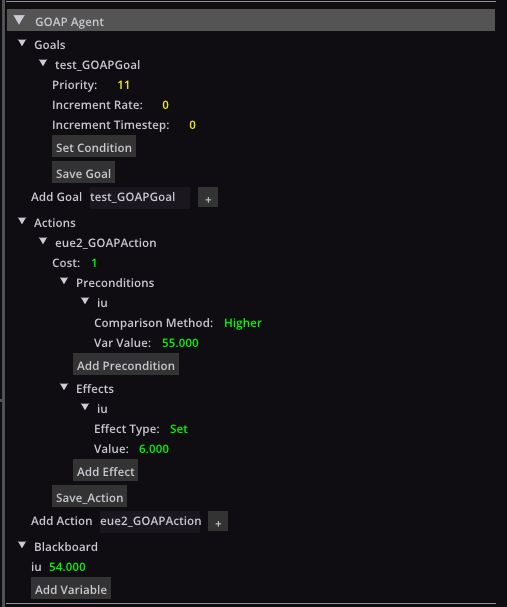 GOAP Agent
Goals
test_GOAPGoal
Priority: 11
Increment Rate: 0
Increment Timestep: 0
Set Condition
Save Goal
Add Goal test_GOAPGoal +
Actions
eue2_GOAPAction
Cost: 1
Preconditions
iu
Comparison Method: Higher
Var Value: 55.000
Add Precondition
Effects
iu
Effect Type: Set
Value: 6.000
Add Effect
Save_Action
Add Action eue2_GOAPAction +
Blackboard
iu 54.000
Add Variable